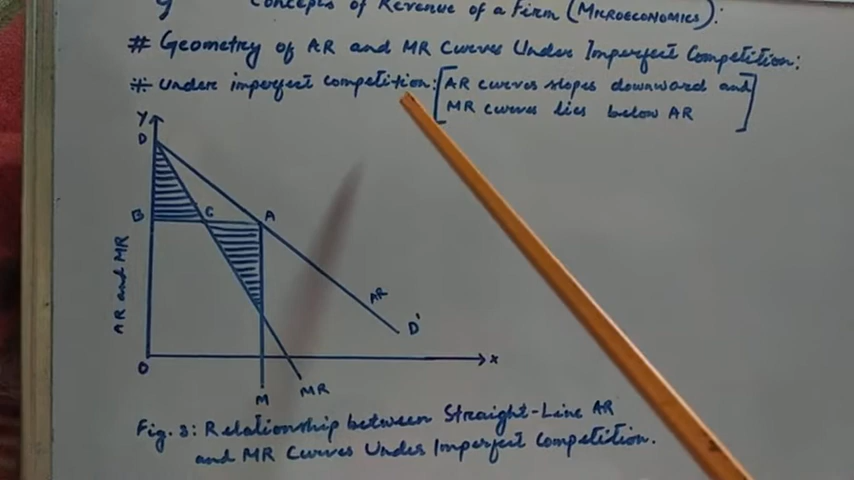 Concepts of Revenue of a Firm (Microeconomics):
# Geometry of AR and MR Curves Under Imperfect Competition:
* Under imperfect competition: [AR curves slopes downward and
MR curves lies below AR]
Y
D
B
C
A
AR and MR
AR
D'
O
X
M
MR
Fig. 3: Relationship between Straight-Line AR
and MR Curves Under Imperfect Competition.